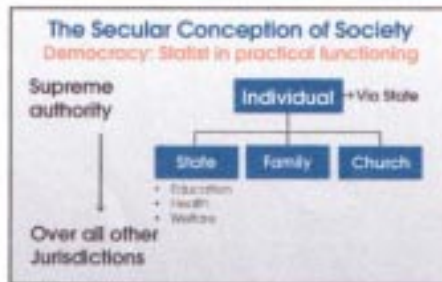 The Secular Conception of Society
Democracy: Statist in practical functioning
Supreme
authority
Individual
Via State
State
Family
Church
• Education
• Health
• Welfare
Over all other
Jurisdictions